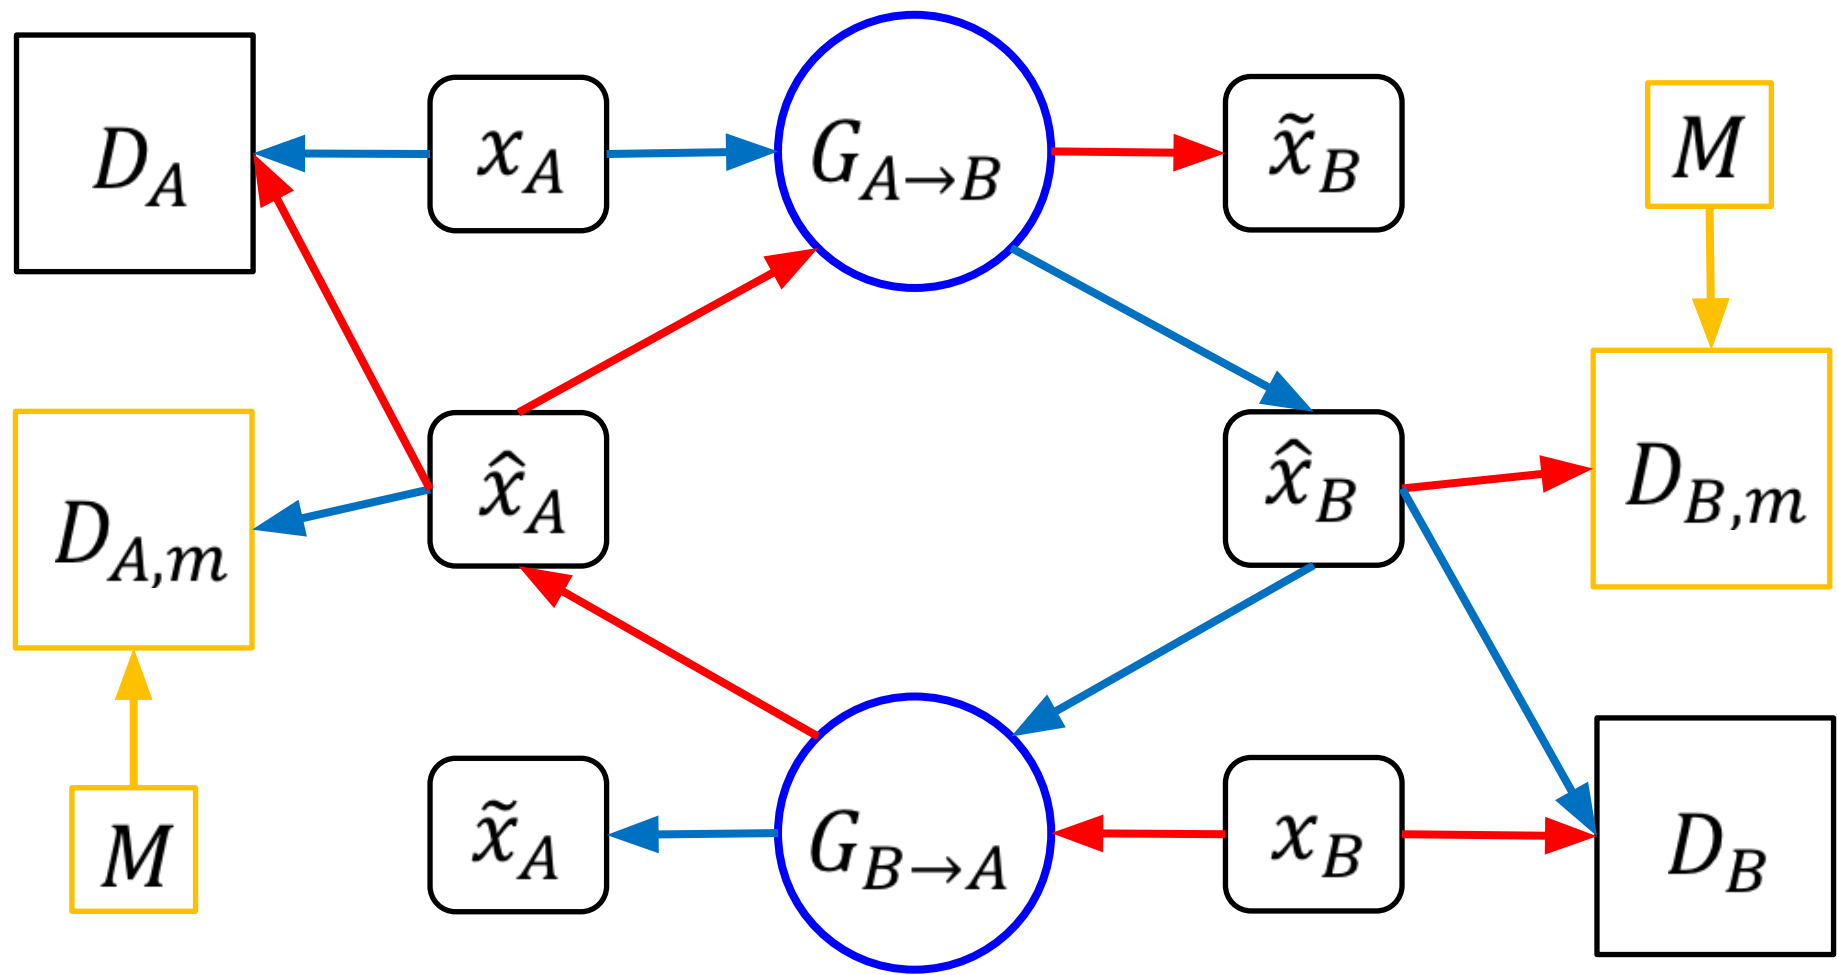 D_A x_A G_{A→B} x̃_B M
D_{A,m} x̂_A x̂_B D_{B,m}
M x̃_A G_{B→A} x_B D_B